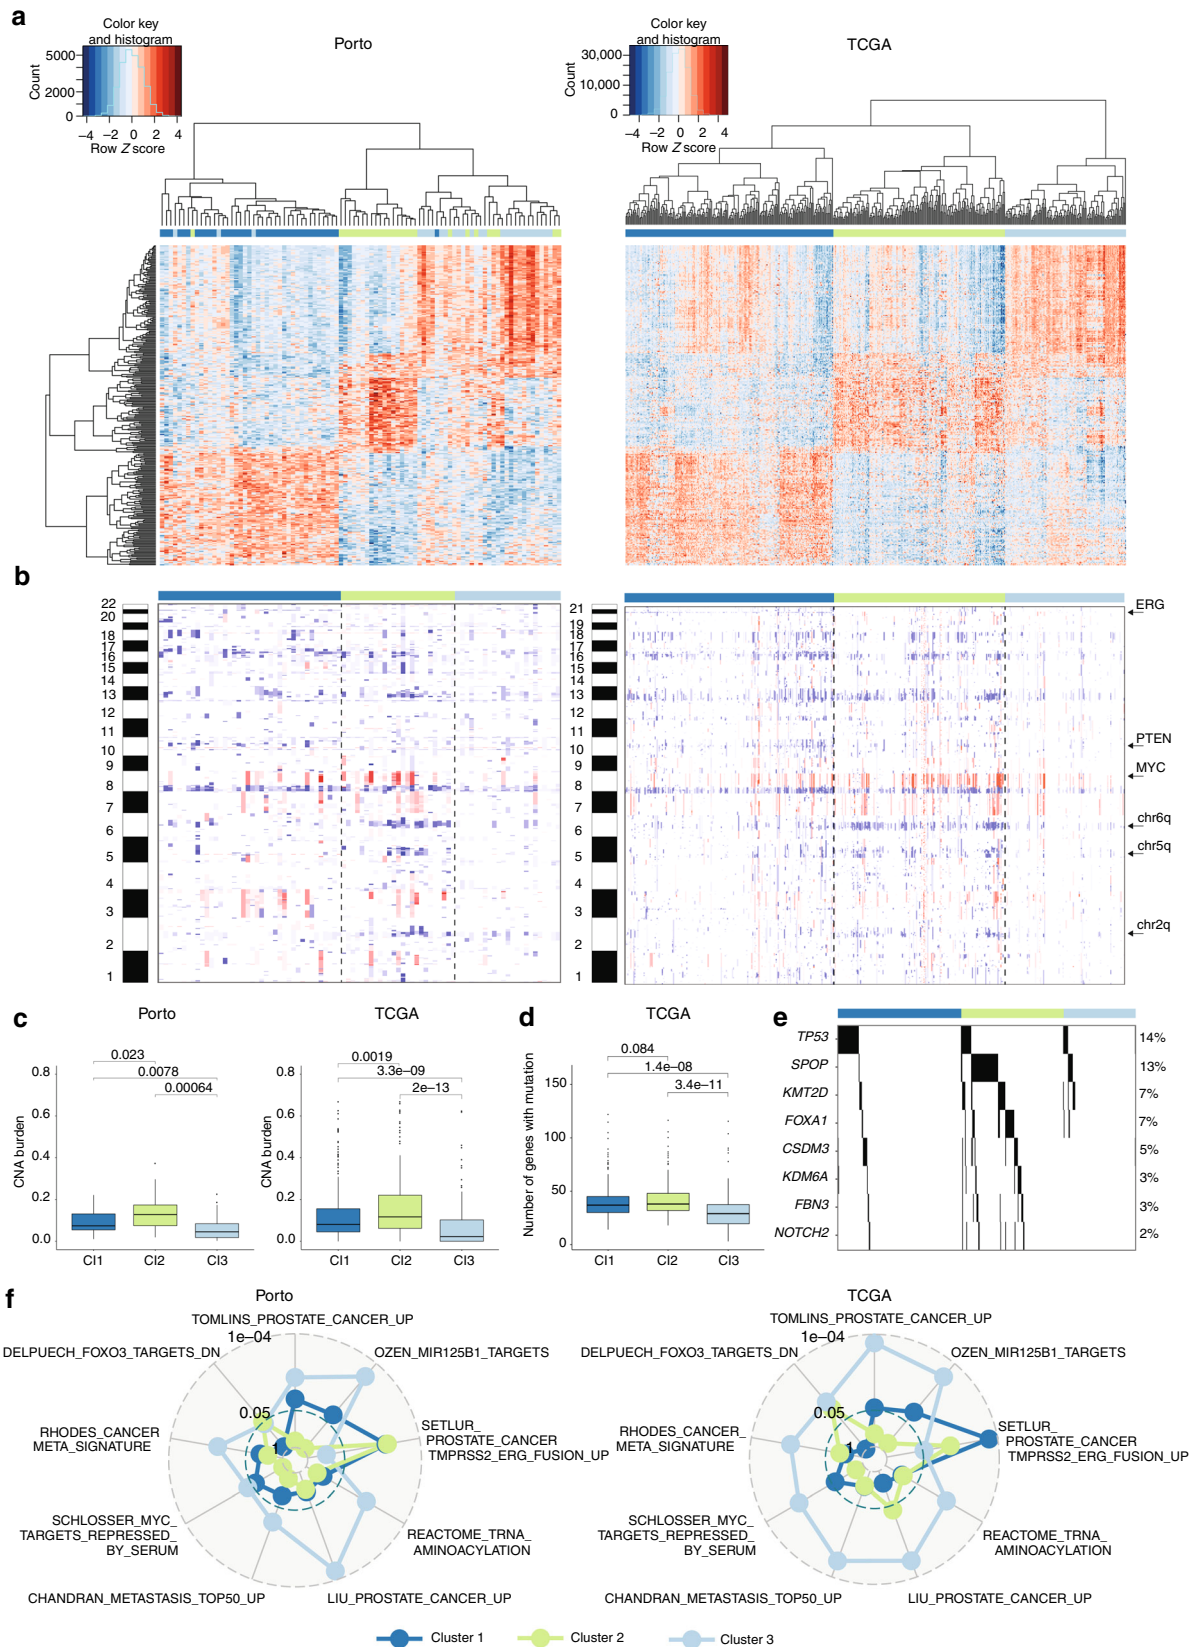 a
Color key
and histogram
Porto
5000
2000
0
Count
−4 −2 0 2 4
Row Z score
Color key
and histogram
TCGA
30,000
10,000
0
Count
−4 −2 0 2 4
Row Z score
b
22
20
18
17
16
15
14
13
12
11
10
9
8
7
6
5
4
3
2
1
21
19
18
17
16
15
14
13
12
11
10
9
8
7
6
5
4
3
2
1
ERG
PTEN
MYC
chr6q
chr5q
chr2q
c
Porto
0.023
0.0078
0.00064
0.8
0.6
0.4
0.2
0.0
CNA burden
Cl1 Cl2 Cl3
TCGA
0.0019
3.3e−09
2e−13
0.8
0.6
0.4
0.2
0.0
CNA burden
Cl1 Cl2 Cl3
d
TCGA
0.084
1.4e−08
3.4e−11
150
100
50
0
Number of genes with mutation
Cl1 Cl2 Cl3
e
TP53 14%
SPOP 13%
KMT2D 7%
FOXA1 7%
CSDM3 5%
KDM6A 3%
FBN3 3%
NOTCH2 2%
f
Porto
TOMLINS_PROSTATE_CANCER_UP
1e−04
DELPUECH_FOXO3_TARGETS_DN
OZEN_MIR125B1_TARGETS
0.05
1
RHODES_CANCER
META_SIGNATURE
SETLUR_
PROSTATE_CANCER
TMPRSS2_ERG_FUSION_UP
SCHLOSSER_MYC_
TARGETS_REPRESSED_
BY_SERUM
REACTOME_TRNA_
AMINOACYLATION
CHANDRAN_METASTASIS_TOP50_UP
LIU_PROSTATE_CANCER_UP
TCGA
TOMLINS_PROSTATE_CANCER_UP
1e−04
DELPUECH_FOXO3_TARGETS_DN
OZEN_MIR125B1_TARGETS
0.05
1
RHODES_CANCER_
META_SIGNATURE
SETLUR_
PROSTATE_CANCER
TMPRSS2_ERG_FUSION_UP
SCHLOSSER_MYC_
TARGETS_REPRESSED_
BY_SERUM
REACTOME_TRNA_
AMINOACYLATION
CHANDRAN_METASTASIS_TOP50_UP
LIU_PROSTATE_CANCER_UP
Cluster 1 Cluster 2 Cluster 3